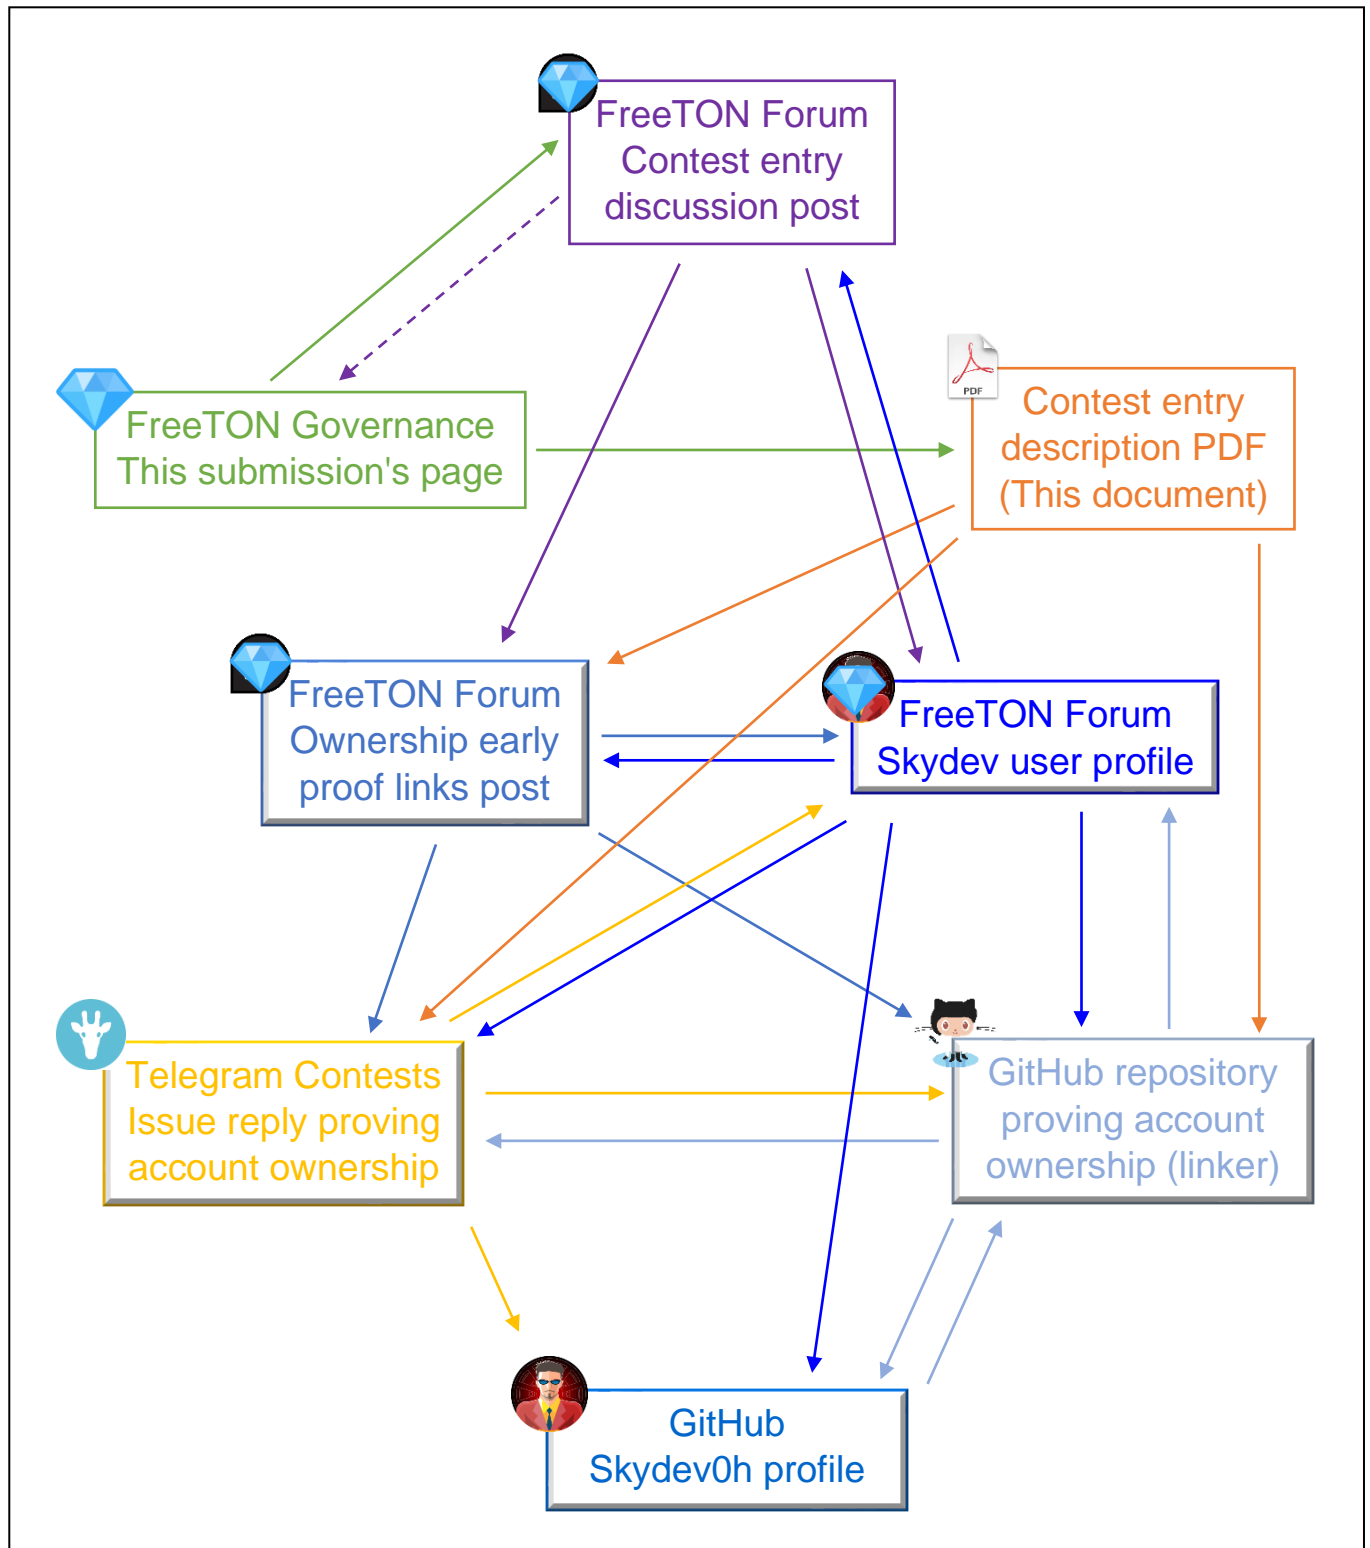 FreeTON Forum
Contest entry
discussion post
FreeTON Governance
This submission's page
PDF
Contest entry
description PDF
(This document)
FreeTON Forum
Ownership early
proof links post
FreeTON Forum
Skydev user profile
Telegram Contests
Issue reply proving
account ownership
GitHub repository
proving account
ownership (linker)
GitHub
Skydev0h profile